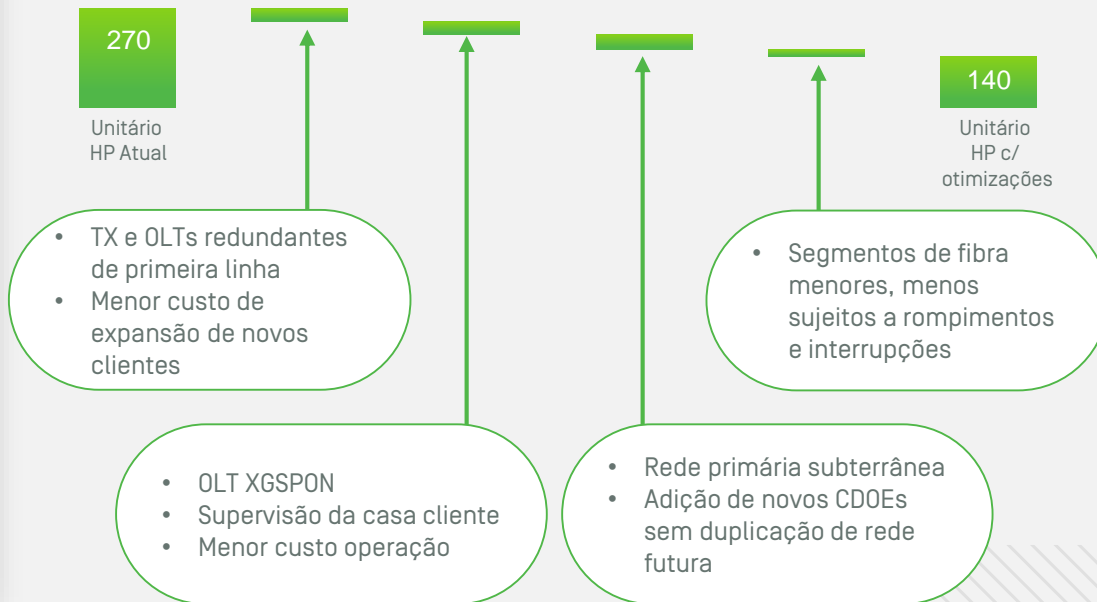 270
Unitário
HP Atual
140
Unitário
HP c/
otimizações
• TX e OLTs redundantes
de primeira linha
• Menor custo de
expansão de novos
clientes
• Segmentos de fibra
menores, menos
sujeitos a rompimentos
e interrupções
• OLT XGSPON
• Supervisão da casa cliente
• Menor custo operação
• Rede primária subterrânea
• Adição de novos CDOEs
sem duplicação de rede
futura